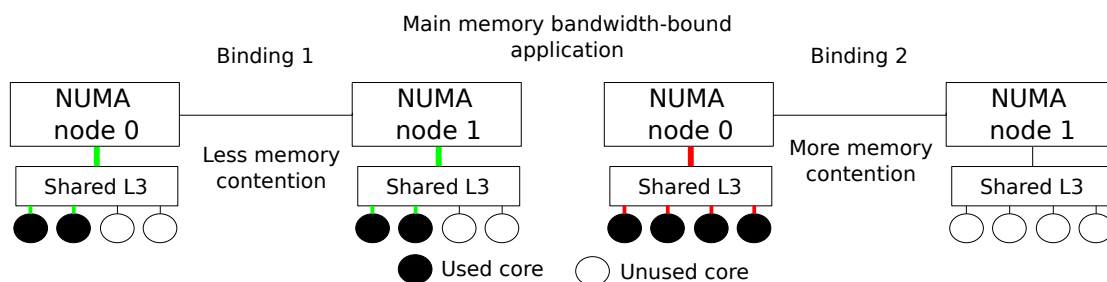 Main memory bandwidth-bound
application
Binding 1
Binding 2
NUMA
node 0
NUMA
node 1
NUMA
node 0
NUMA
node 1
Less memory
contention
More memory
contention
Shared L3
Shared L3
Shared L3
Shared L3
Used core
Unused core